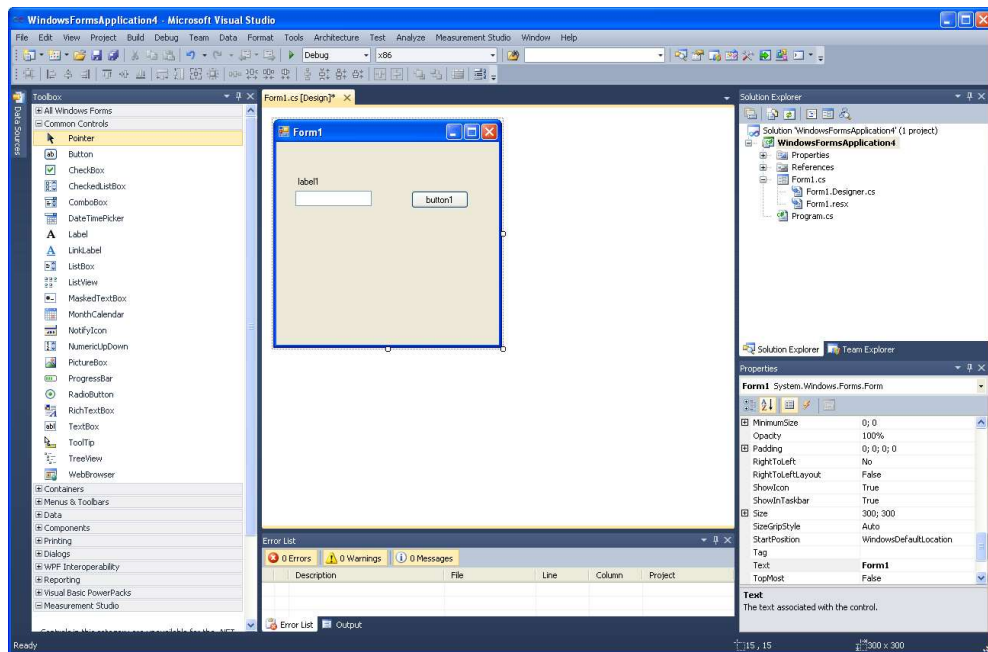 WindowsFormsApplication4 - Microsoft Visual Studio
File Edit View Project Build Debug Team Data Format Tools Architecture Test Analyze Measurement Studio Window Help
Debug x86
Data Sources
Toolbox
All Windows Forms
Common Controls
Pointer
Button
CheckBox
CheckedListBox
ComboBox
DateTimePicker
Label
LinkLabel
ListBox
ListView
MaskedTextBox
MonthCalendar
NotifyIcon
NumericUpDown
PictureBox
ProgressBar
RadioButton
RichTextBox
TextBox
ToolTip
TreeView
WebBrowser
Containers
Menus & Toolbars
Data
Components
Printing
Dialogs
WPF Interoperability
Reporting
Visual Basic PowerPacks
Measurement Studio
Form1.cs [Design]*
Form1
label1
button1
Error List
0 Errors 0 Warnings 0 Messages
Description File Line Column Project
Error List Output
Solution Explorer
Solution 'WindowsFormsApplication4' (1 project)
WindowsFormsApplication4
Properties
References
Form1.cs
Form1.Designer.cs
Form1.resx
Program.cs
Solution Explorer Team Explorer
Properties
Form1 System.Windows.Forms.Form
MinimumSize 0; 0
Opacity 100%
Padding 0; 0; 0; 0
RightToLeft No
RightToLeftLayout False
ShowIcon True
ShowInTaskbar True
Size 300; 300
SizeGripStyle Auto
StartPosition WindowsDefaultLocation
Tag
Text Form1
TopMost False
Text
The text associated with the control.
Ready 15 , 15 300 x 300